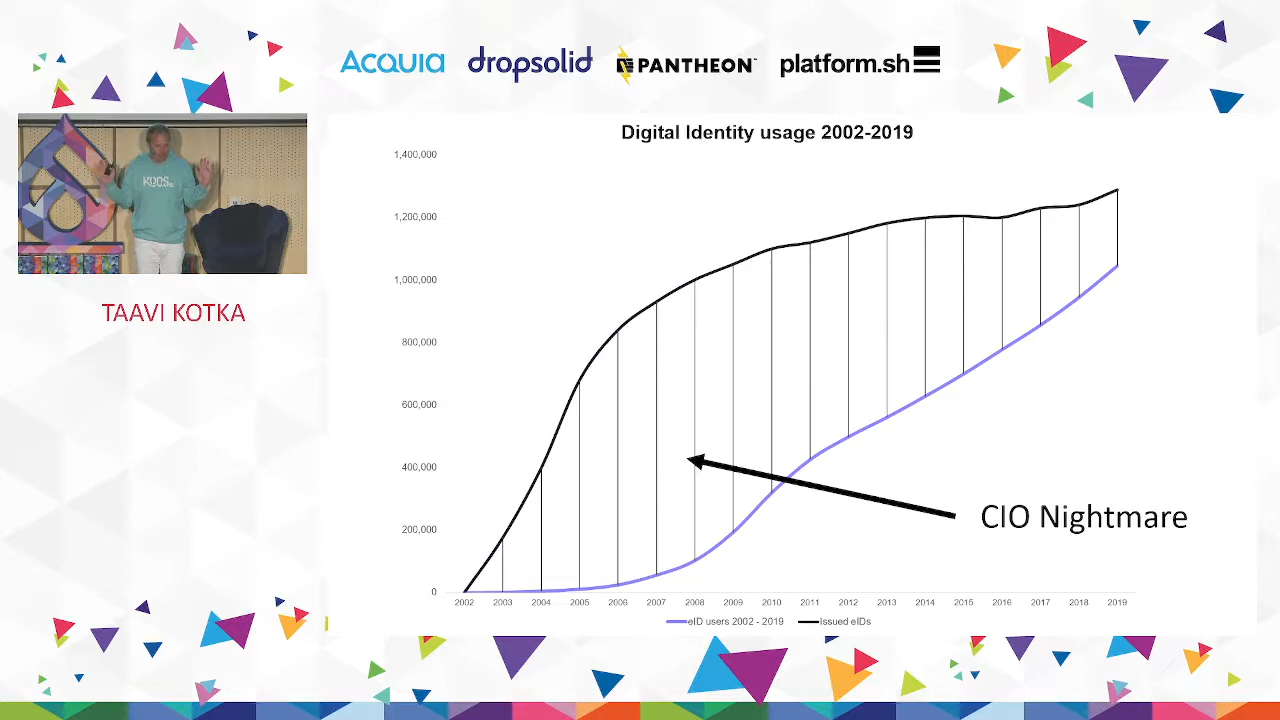 ACQUIA
dropsolid
PANTHEON
platform.sh
KOOS
TAAVI KOTKA
Digital Identity usage 2002-2019
1,400,000
1,200,000
1,000,000
800,000
600,000
400,000
200,000
0
CIO Nightmare
2002 2003 2004 2005 2006 2007 2008 2009 2010 2011 2012 2013 2014 2015 2016 2017 2018 2019
eID users 2002 - 2019 Issued eIDs